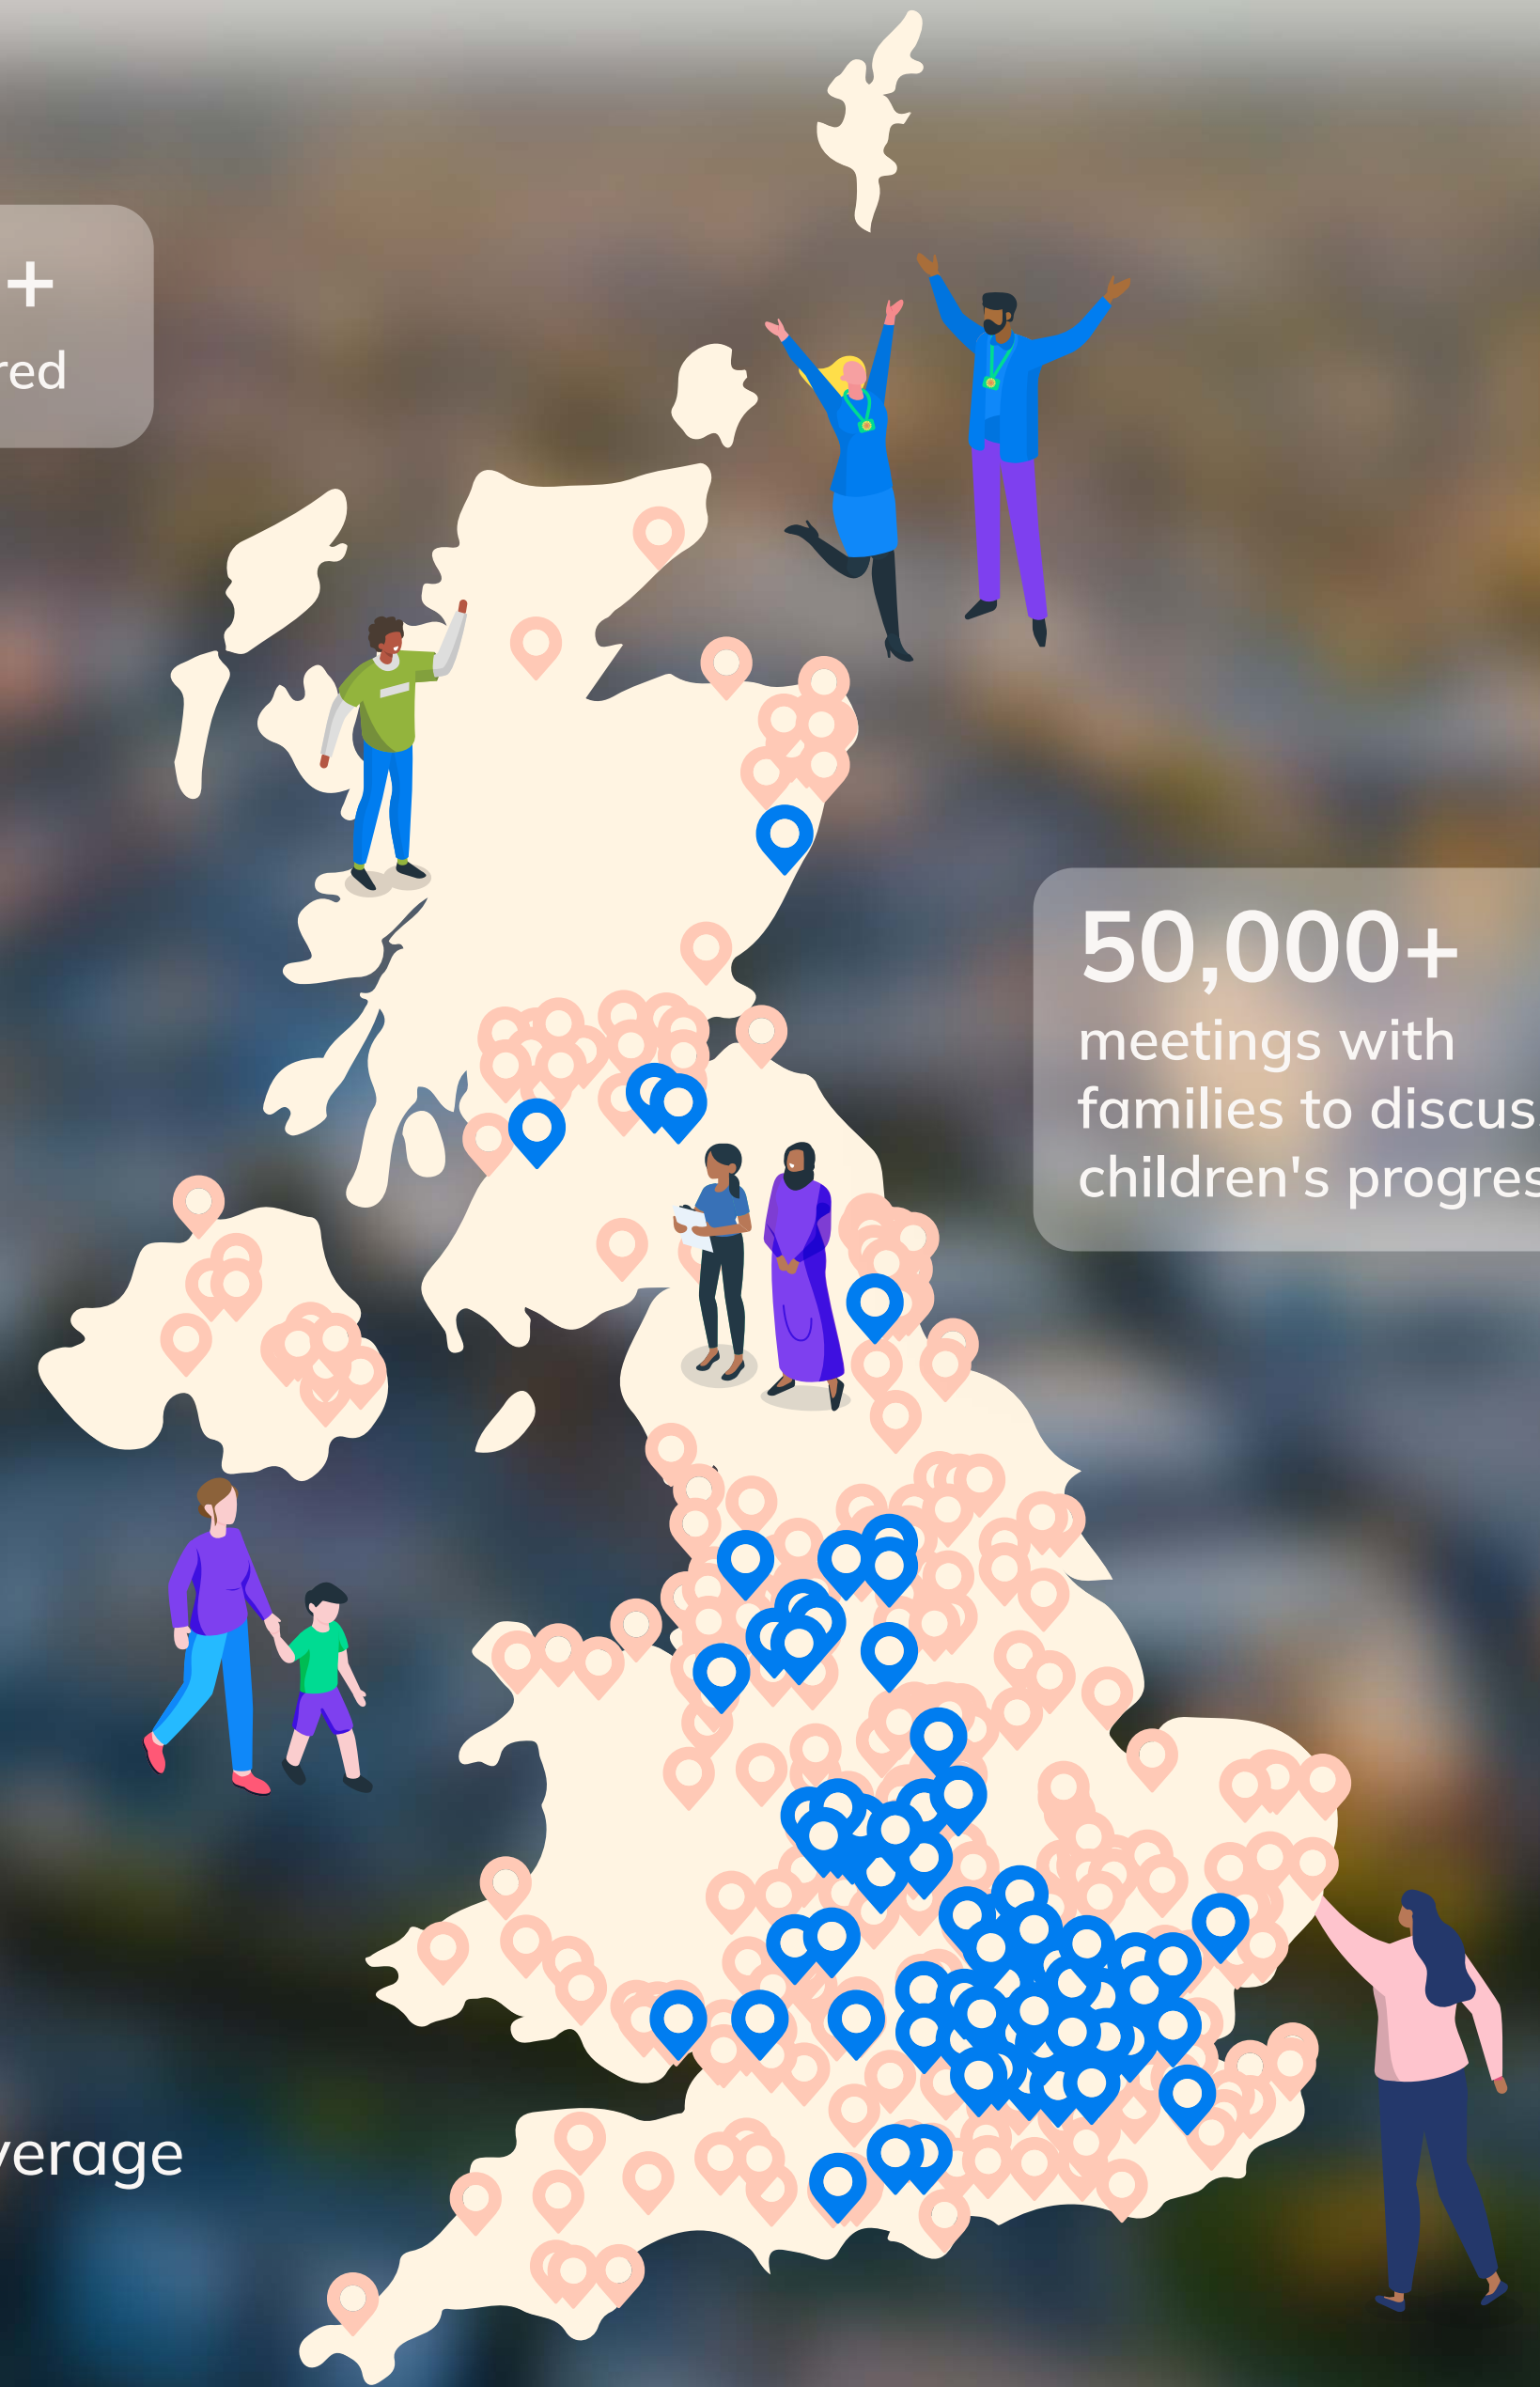 +
red
50,000+
meetings with
families to discus
children's progres
verage